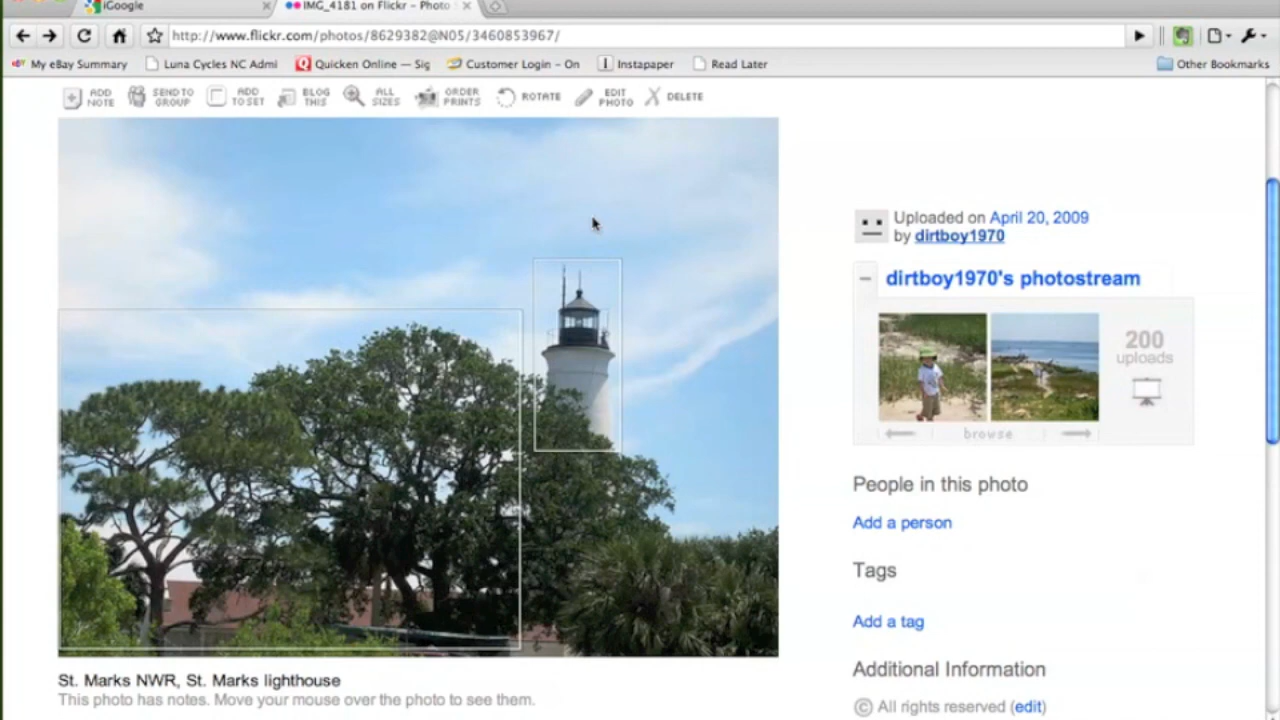 iGoogle
IMG_4181 on Flickr – Photo
http://www.flickr.com/photos/8629382@N05/3460853967/
My eBay Summary Luna Cycles NC Admi Quicken Online — Sig Customer Login – On Instapaper Read Later Other Bookmarks
ADD NOTE SEND TO GROUP ADD TO SET BLOG THIS ALL SIZES ORDER PRINTS ROTATE EDIT PHOTO DELETE
Uploaded on April 20, 2009
by dirtboy1970
dirtboy1970's photostream
200
uploads
browse
People in this photo
Add a person
Tags
Add a tag
Additional Information
© All rights reserved (edit)
St. Marks NWR, St. Marks lighthouse
This photo has notes. Move your mouse over the photo to see them.